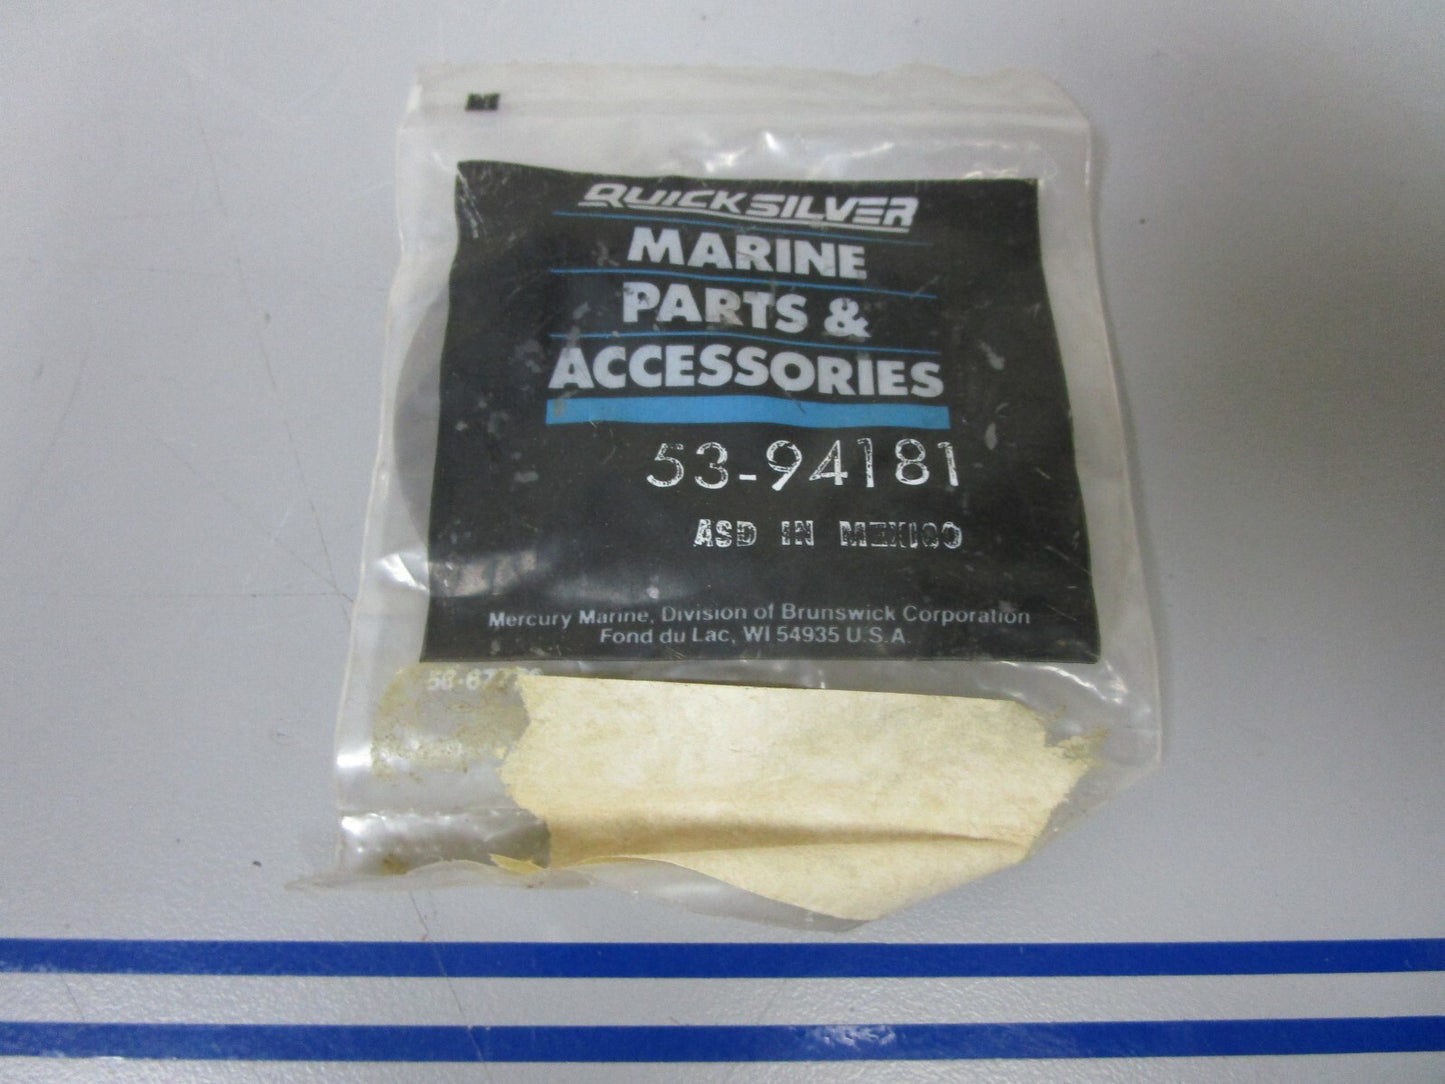 QUICKSILVER
MARINE
PARTS &
ACCESSORIES
53-94181
ASD IN MEXICO
Mercury Marine, Division of Brunswick Corporation
Fond du Lac, WI 54935 U.S.A.